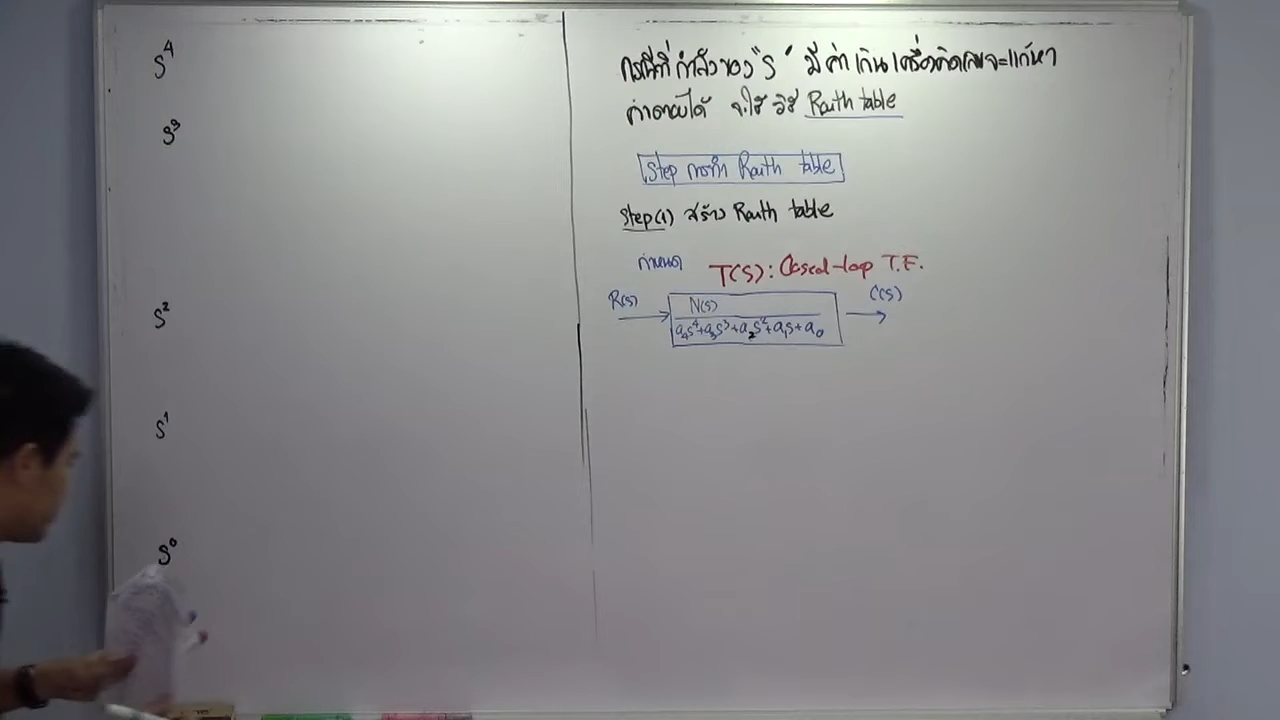 S⁴
S³
S²
S¹
S⁰
กรณีที่ กำลังของ "S" มี ค่า เกิน เครื่องคิดเลขจะแก้หา
ค่าตอบได้ จะใช้ วิธี Routh table
Step การทำ Routh table
Step(1) สร้าง Routh table
กำหนด T(S): Closed-loop T.F.
R(s) N(s) C(s)
a₄s⁴+a₃s³+a₂s²+a₁s+a₀